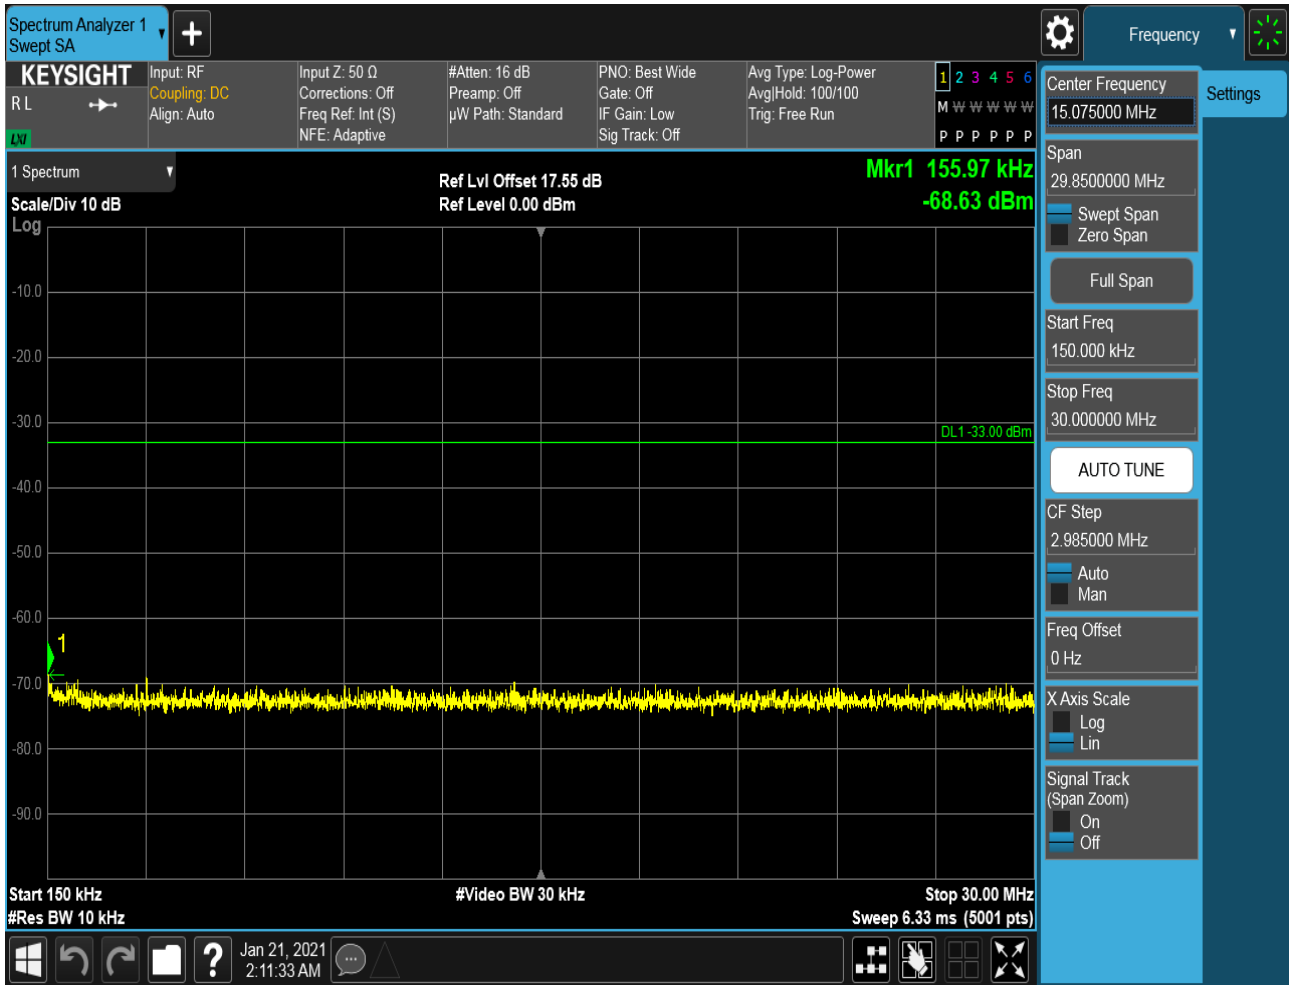 Spectrum Analyzer 1
Swept SA
Frequency
KEYSIGHT
R L
LXI
Input: RF
Coupling: DC
Align: Auto
Input Z: 50 Ω
Corrections: Off
Freq Ref: Int (S)
NFE: Adaptive
#Atten: 16 dB
Preamp: Off
µW Path: Standard
PNO: Best Wide
Gate: Off
IF Gain: Low
Sig Track: Off
Avg Type: Log-Power
Avg|Hold: 100/100
Trig: Free Run
1 2 3 4 5 6
M W W W W W
P P P P P P
1 Spectrum
Scale/Div 10 dB
Log
Ref Lvl Offset 17.55 dB
Ref Level 0.00 dBm
Mkr1 155.97 kHz
-68.63 dBm
-10.0
-20.0
-30.0
DL1 -33.00 dBm
-40.0
-50.0
-60.0
1
-70.0
-80.0
-90.0
Start 150 kHz
#Res BW 10 kHz
#Video BW 30 kHz
Stop 30.00 MHz
Sweep 6.33 ms (5001 pts)
Center Frequency
15.075000 MHz
Settings
Span
29.8500000 MHz
Swept Span
Zero Span
Full Span
Start Freq
150.000 kHz
Stop Freq
30.000000 MHz
AUTO TUNE
CF Step
2.985000 MHz
Auto
Man
Freq Offset
0 Hz
X Axis Scale
Log
Lin
Signal Track
(Span Zoom)
On
Off
?
Jan 21, 2021
2:11:33 AM